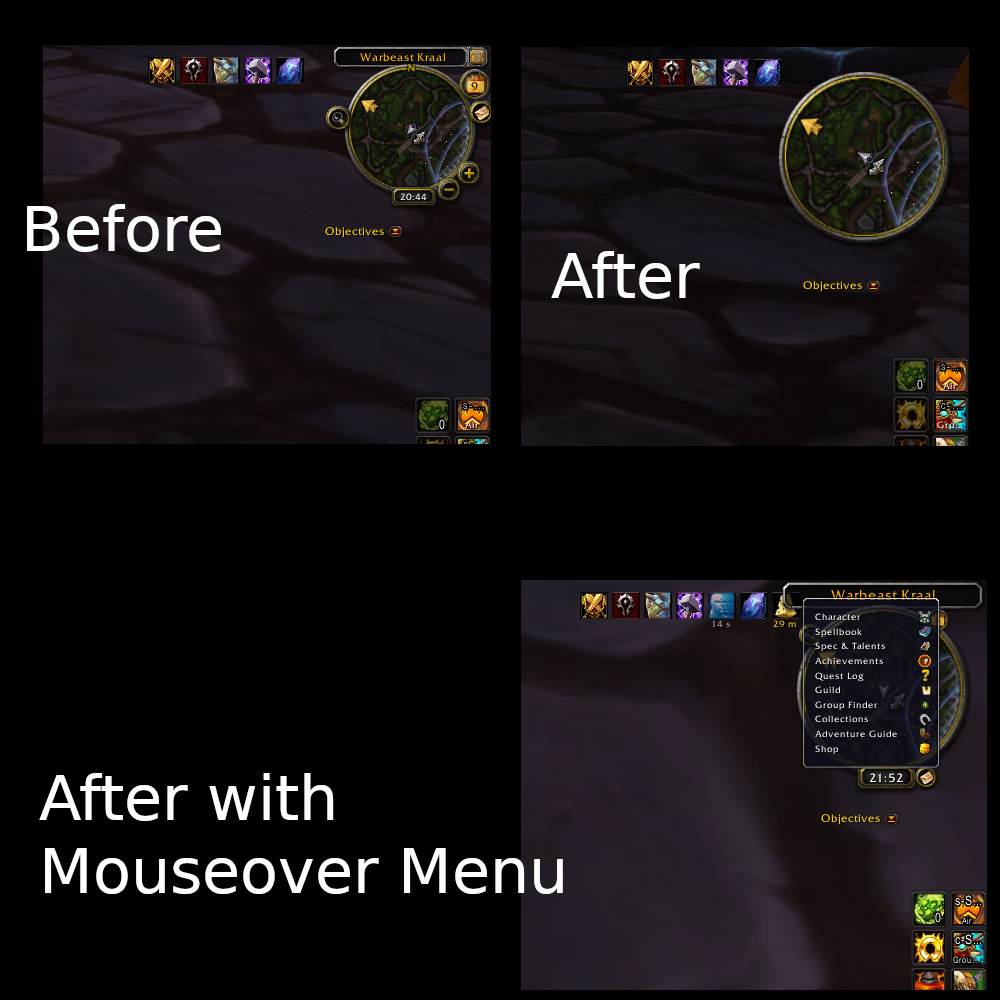 Warbeast Kraal
N
9
20:44
Before
Objectives
0
s-...
Air
After
Objectives
0
s-...
Air
c-s...
Gro...
Warbeast Kraal
14 s
29 m
Character
Spellbook
Spec & Talents
Achievements
Quest Log
Guild
Group Finder
Collections
Adventure Guide
Shop
21:52
Objectives
After with
Mouseover Menu
0
s-S...
Air
c-S...
Grou...